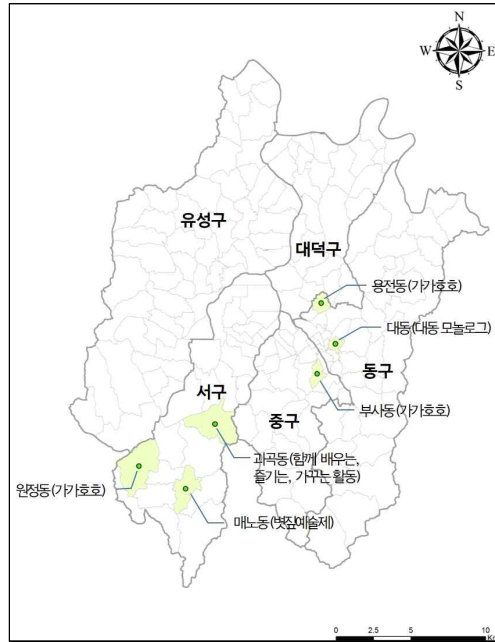 N
W
E
S
유성구
대덕구
용전동(가가호호)
대동(대동 모놀로그)
동구
서구
부사동(가가호호)
중구
괴곡동(함께 배우는,
즐기는, 가꾸는 활동)
원정동(가가호호)
매노동(볏짚예술제)
0 2.5 5 10